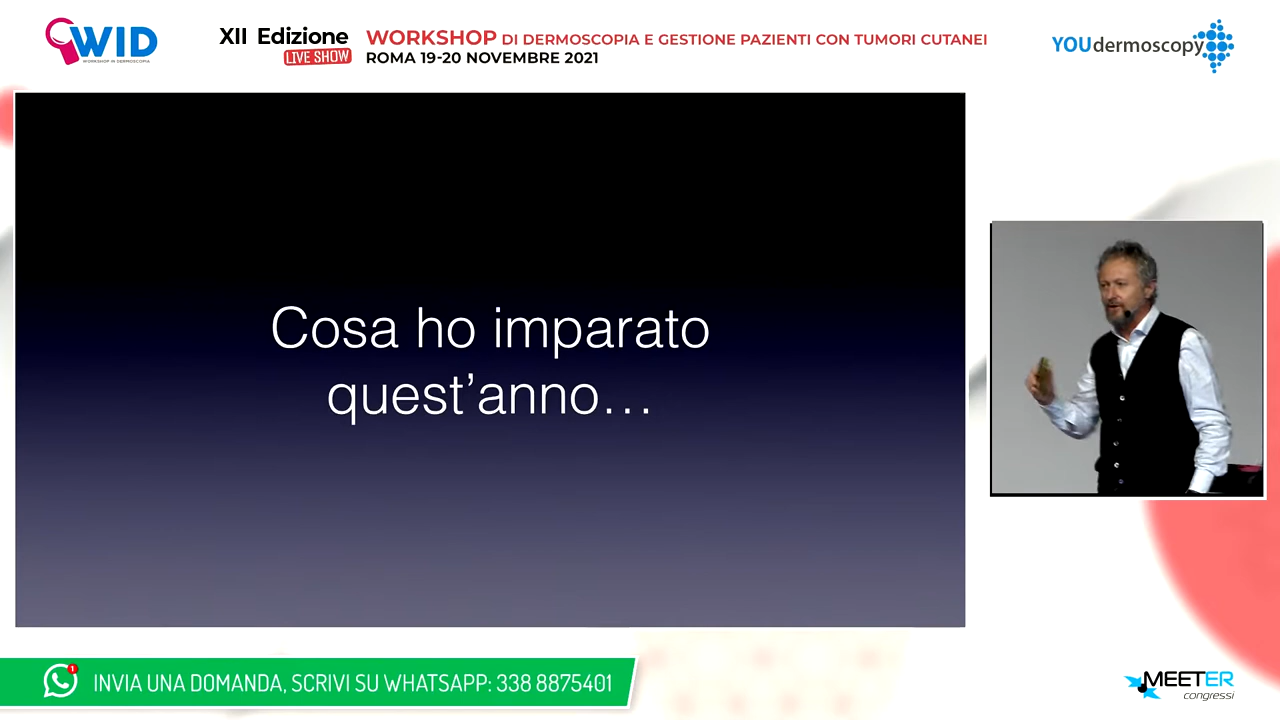 WID
WORKSHOP IN DERMOSCOPIA
XII Edizione
LIVE SHOW
WORKSHOP DI DERMOSCOPIA E GESTIONE PAZIENTI CON TUMORI CUTANEI
ROMA 19-20 NOVEMBRE 2021
YOUdermoscopy
Cosa ho imparato
quest’anno…
1
INVIA UNA DOMANDA, SCRIVI SU WHATSAPP: 338 8875401
MEETER
congressi